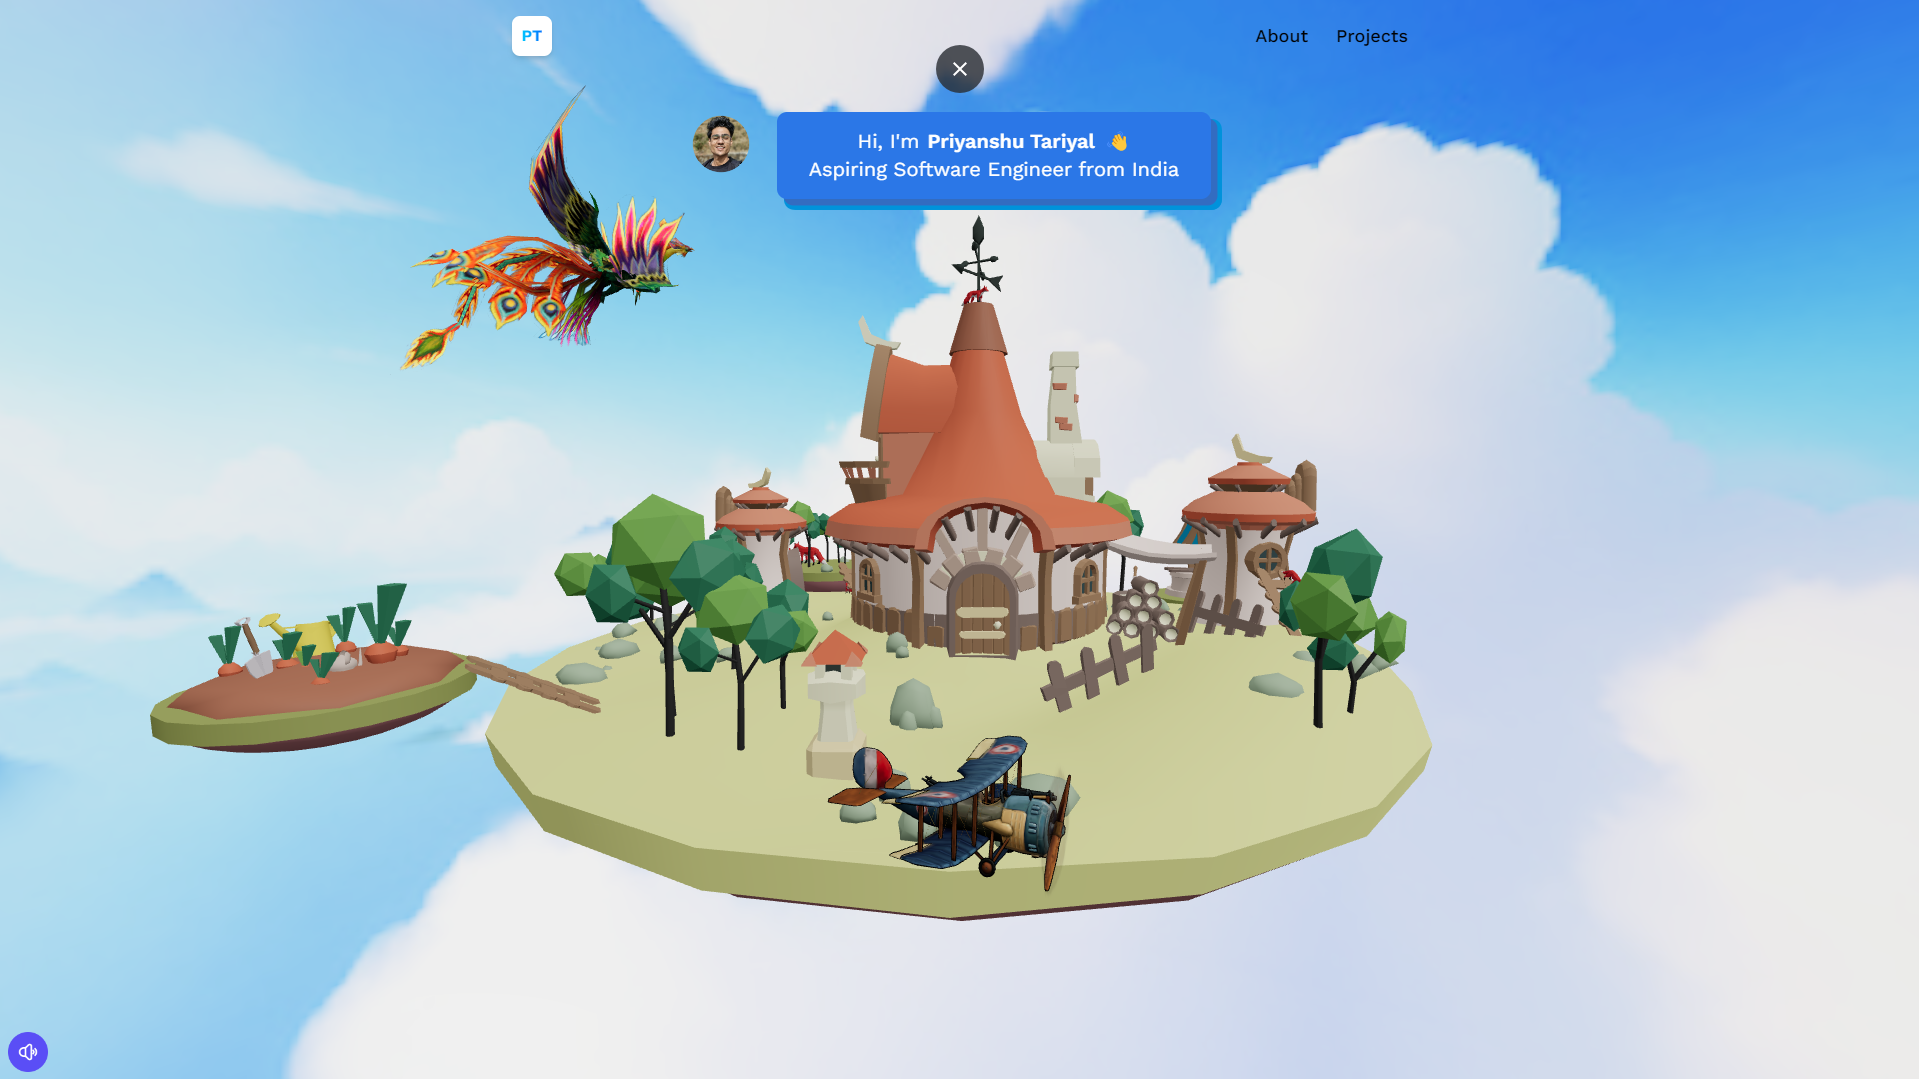 PT
About
Projects
Hi, I'm Priyanshu Tariyal 👋
Aspiring Software Engineer from India